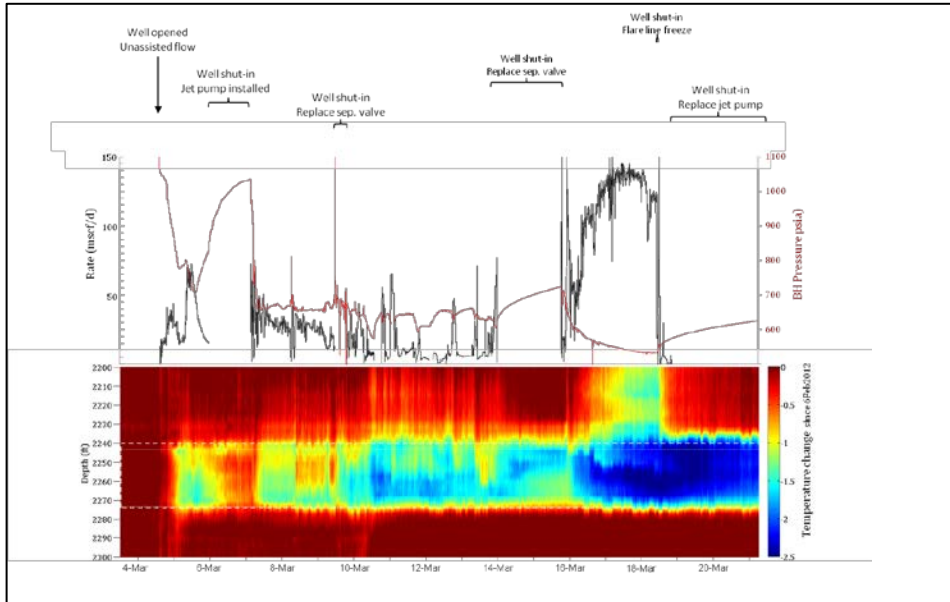 Well shut-in
Flare line freeze
Well opened
Unassisted flow
Well shut-in
Replace sep. valve
Well shut-in
Jet pump installed
Well shut-in
Replace sep. valve
Well shut-in
Replace jet pump
150
100
50
Rate (mscf/d)
1100
1000
900
800
700
600
BH Pressure psia)
2200
2210
2220
2230
2240
2250
2260
2270
2280
2290
2300
Depth (ft)
0
-.5
-1
-1.5
-2
-2.5
Temperature change since 6Feb2012
4-Mar
6-Mar
8-Mar
10-Mar
12-Mar
14-Mar
16-Mar
18-Mar
20-Mar